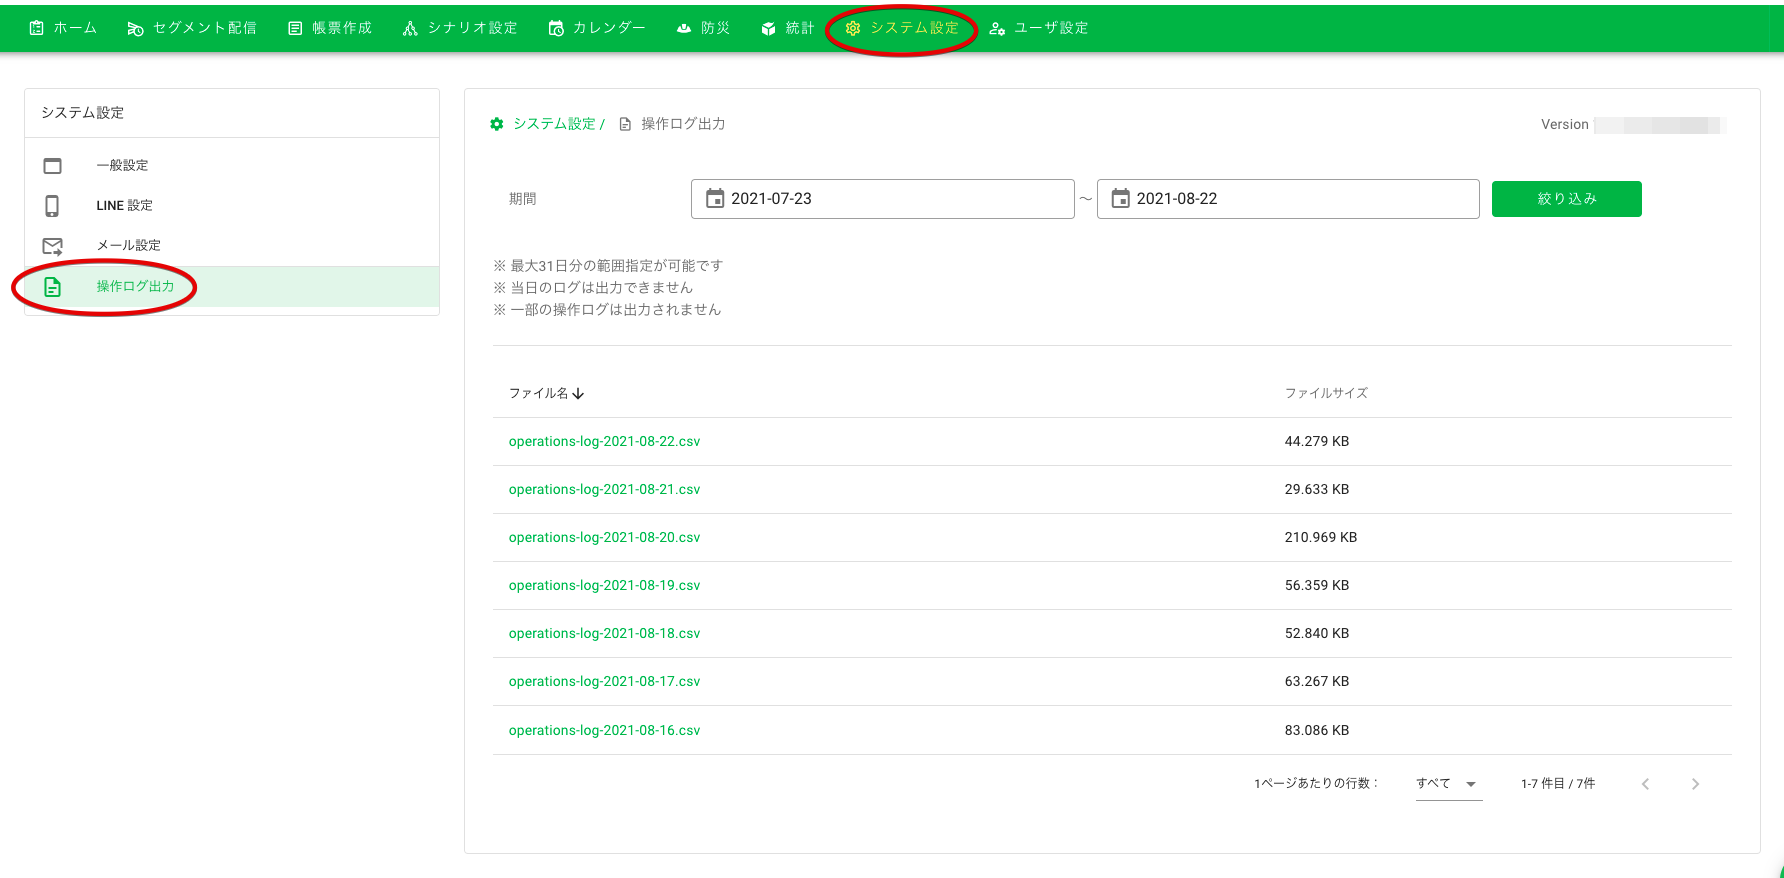 ホーム セグメント配信 帳票作成 シナリオ設定 カレンダー 防災 統計 システム設定 ユーザ設定
システム設定
一般設定
LINE 設定
メール設定
操作ログ出力
システム設定 / 操作ログ出力
Version
期間 2021-07-23 ～ 2021-08-22 絞り込み
※ 最大31日分の範囲指定が可能です
※ 当日のログは出力できません
※ 一部の操作ログは出力されません
ファイル名 ファイルサイズ
operations-log-2021-08-22.csv 44.279 KB
operations-log-2021-08-21.csv 29.633 KB
operations-log-2021-08-20.csv 210.969 KB
operations-log-2021-08-19.csv 56.359 KB
operations-log-2021-08-18.csv 52.840 KB
operations-log-2021-08-17.csv 63.267 KB
operations-log-2021-08-16.csv 83.086 KB
1ページあたりの行数： すべて 1-7 件目 / 7件